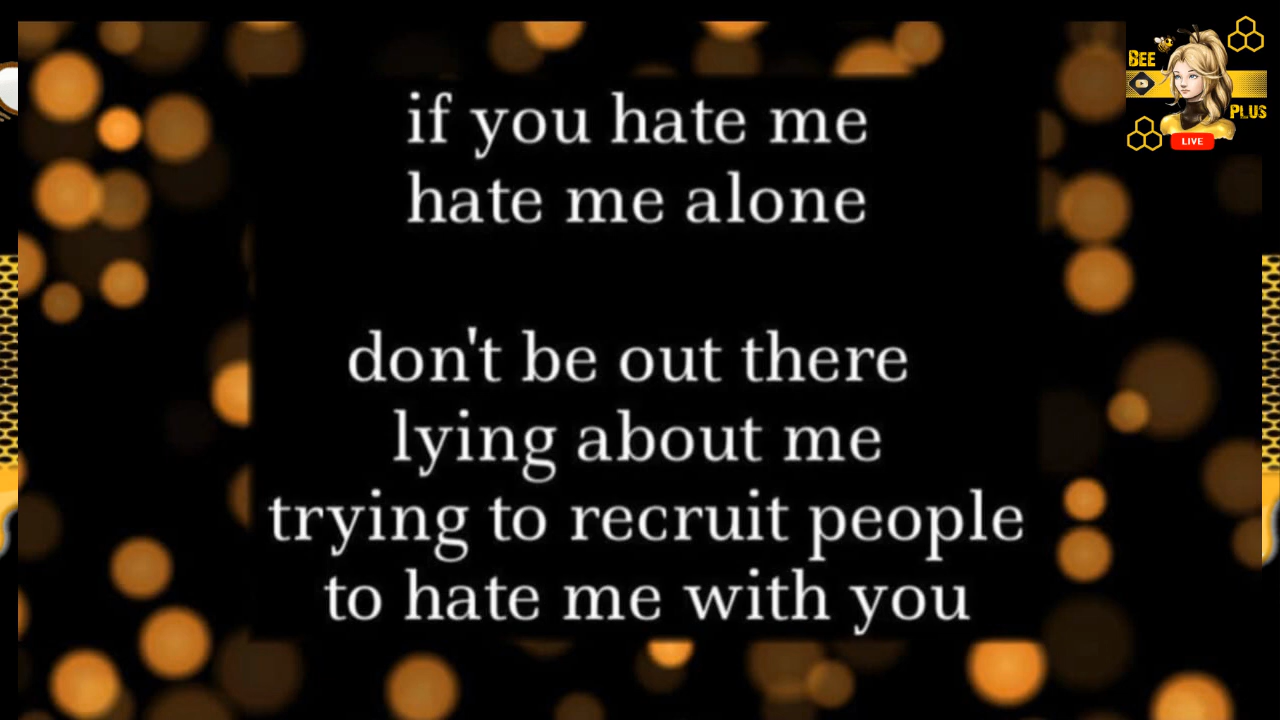 if you hate me
hate me alone
don't be out there
lying about me
trying to recruit people
to hate me with you
BEE
PLUS
LIVE